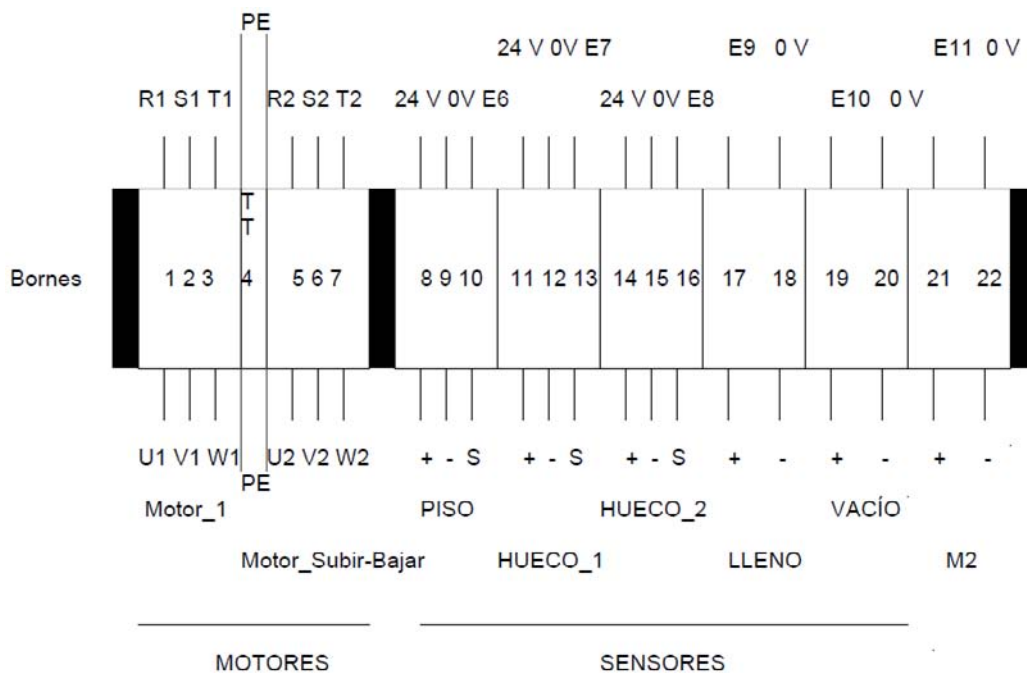 PE
24 V 0V E7 E9 0 V E11 0 V
R1 S1 T1 R2 S2 T2 24 V 0V E6 24 V 0V E8 E10 0 V
T
T
Bornes 1 2 3 4 5 6 7 8 9 10 11 12 13 14 15 16 17 18 19 20 21 22
U1 V1 W1 U2 V2 W2 + - S + - S + - S + - + - + -
PE
Motor_1 PISO HUECO_2 VACÍO
Motor_Subir-Bajar HUECO_1 LLENO M2
MOTORES SENSORES